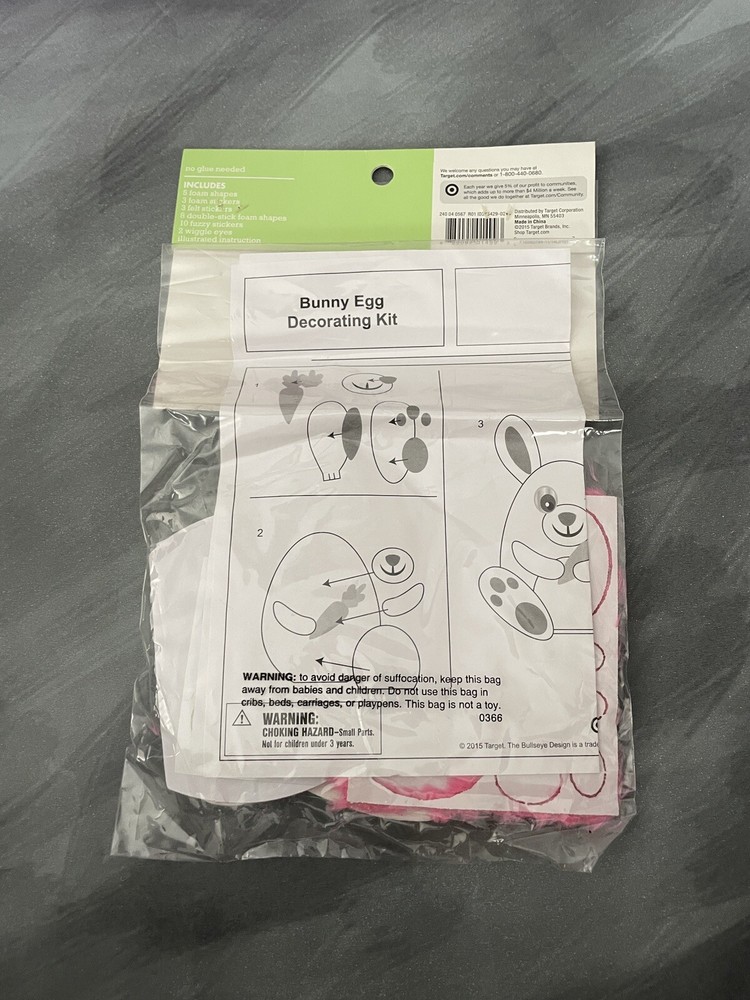 no glue needed
INCLUDES
8 foam shapes
3 foam stickers
3 felt stickers
8 double-stick foam shapes
10 fuzzy stickers
2 wiggle eyes
illustrated instruction
We welcome any questions you may have at
Target.com/comments or 1-800-440-0680.
Each year we give 5% of our profit to communities,
which adds up to more than $4 Million a week. See
all the good we do together at Target.com/Community.
Distributed by Target Corporation
Minneapolis, MN 55403
Made in China
©2015 Target Brands, Inc.
Shop Target.com
Bunny Egg
Decorating Kit
3
2
WARNING: to avoid danger of suffocation, keep this bag
away from babies and children. Do not use this bag in
cribs, beds, carriages, or playpens. This bag is not a toy.
0366
WARNING:
CHOKING HAZARD–Small Parts.
Not for children under 3 years.
© 2015 Target. The Bullseye Design is a trade